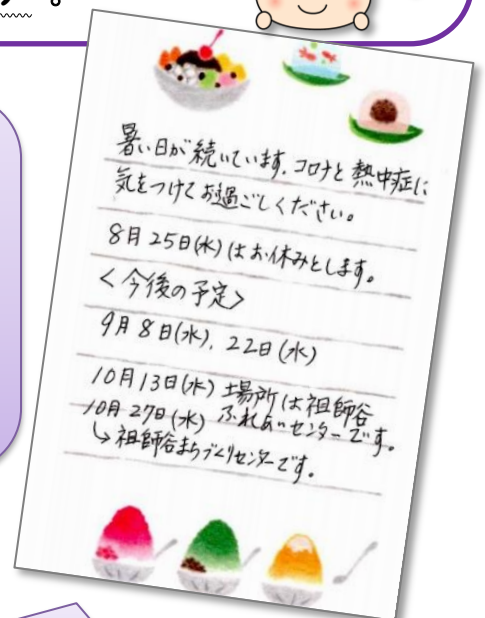 暑い日が続いています。コロナと熱中症に
気をつけてお過ごしください。
8月25日(水)はお休みとします。
<今後の予定>
9月8日(水)、22日(水)
10月13日(水) 場所は祖師谷
10月27日(水) ふれあいセンターです。
↳祖師谷まちづくりセンターです。